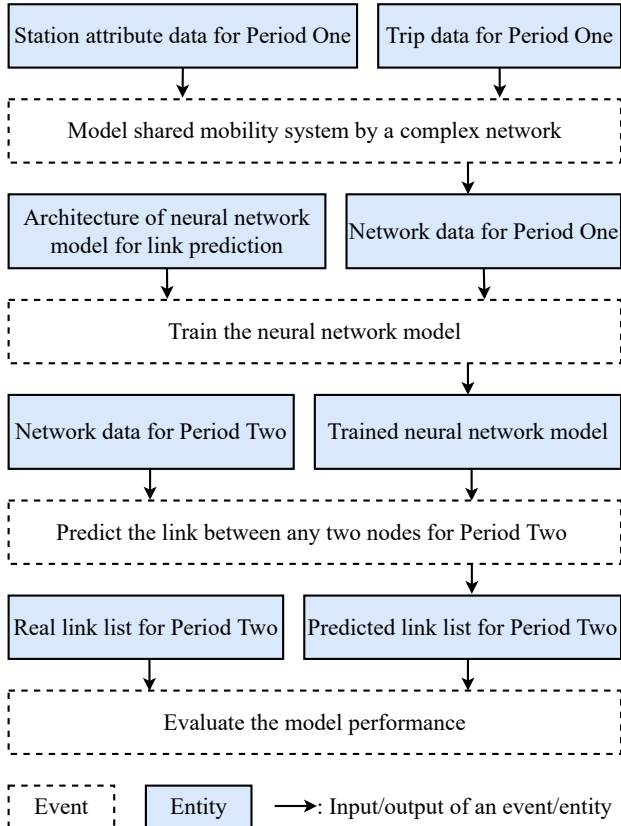 Station attribute data for Period One
Trip data for Period One
Model shared mobility system by a complex network
Architecture of neural network
model for link prediction
Network data for Period One
Train the neural network model
Network data for Period Two
Trained neural network model
Predict the link between any two nodes for Period Two
Real link list for Period Two
Predicted link list for Period Two
Evaluate the model performance
Event
Entity
: Input/output of an event/entity